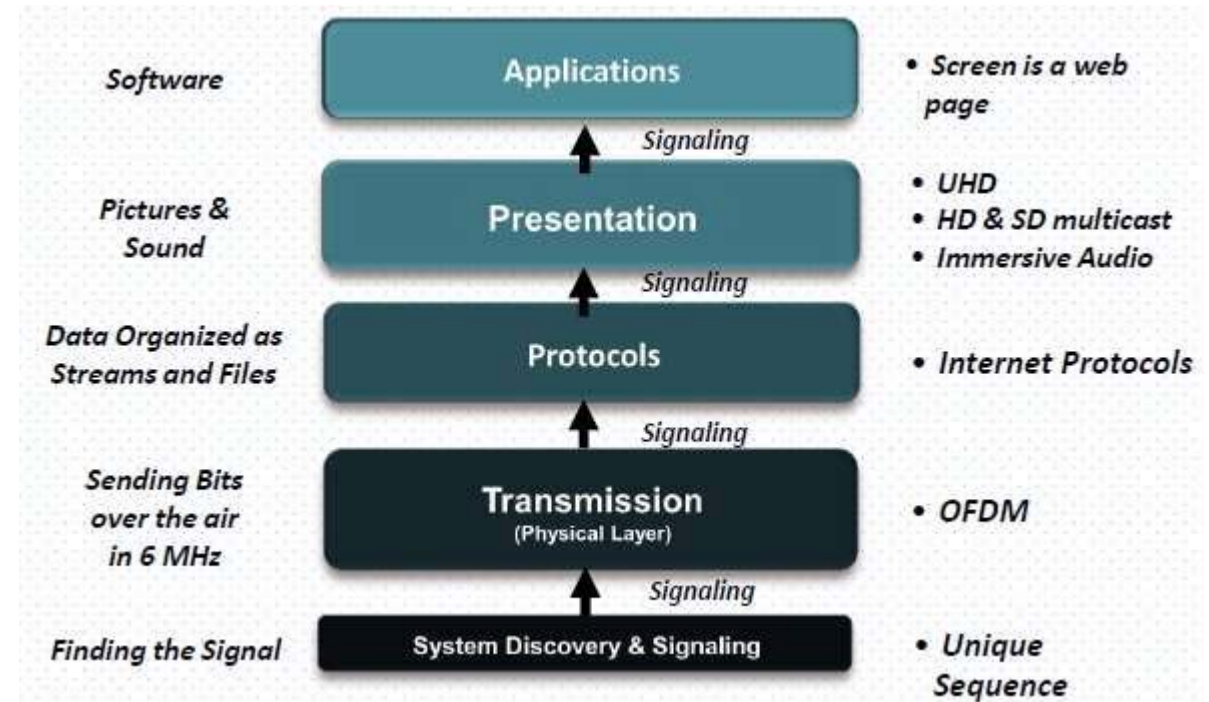 Software
Applications
• Screen is a web
page
Signaling
Pictures &
Sound
Presentation
• UHD
• HD & SD multicast
• Immersive Audio
Signaling
Data Organized as
Streams and Files
Protocols
• Internet Protocols
Signaling
Sending Bits
over the air
in 6 MHz
Transmission
(Physical Layer)
• OFDM
Signaling
Finding the Signal
System Discovery & Signaling
• Unique
Sequence